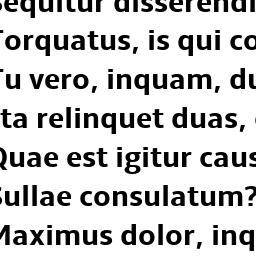 Sequitur disserendi
Torquatus, is qui co
Tu vero, inquam, du
ita relinquet duas,
Quae est igitur caus
Sullae consulatum?
Maximus dolor, inq